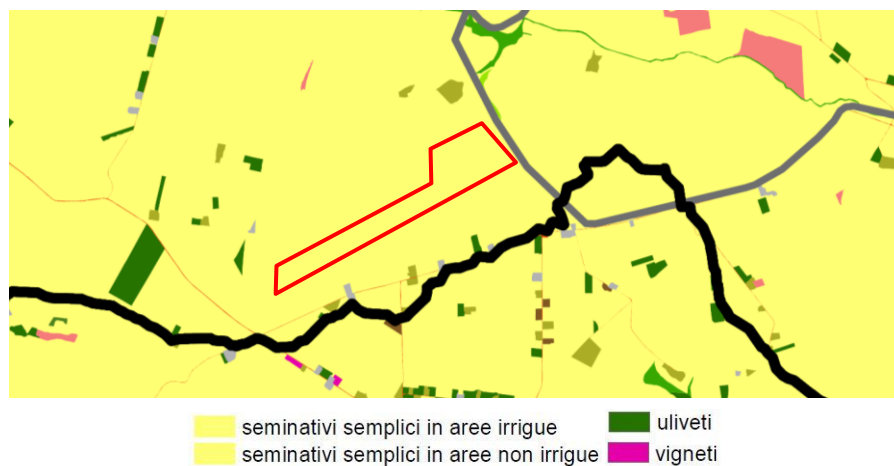 seminativi semplici in aree irrigue
seminativi semplici in aree non irrigue
uliveti
vigneti